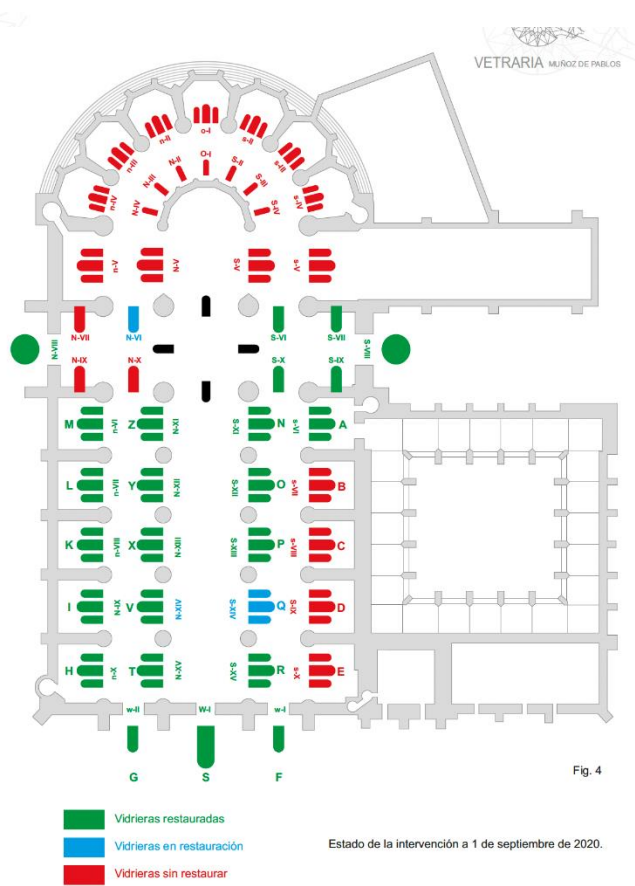 VETRARIA MUÑOZ DE PABLOS
n-II o-I s-II
n-III O-I s-III
N-II S-II
N-III S-III
n-IV N-IV S-IV s-IV
n-V N-V S-V s-V
N-VII N-VI S-VI S-VII
N-VIII S-VIII
N-IX N-X S-X S-IX
M n-VI Z N-XI S-XI N s-VI A
L n-VII Y N-XII S-XII O s-VII B
K n-VIII X N-XIII S-XIII P s-VIII C
I N-IX V N-XIV S-XIV Q S-IX D
H n-X T N-XV S-XV R s-X E
w-II W-I w-I
G S F
Fig. 4
Vidrieras restauradas
Vidrieras en restauración
Estado de la intervención a 1 de septiembre de 2020.
Vidrieras sin restaurar